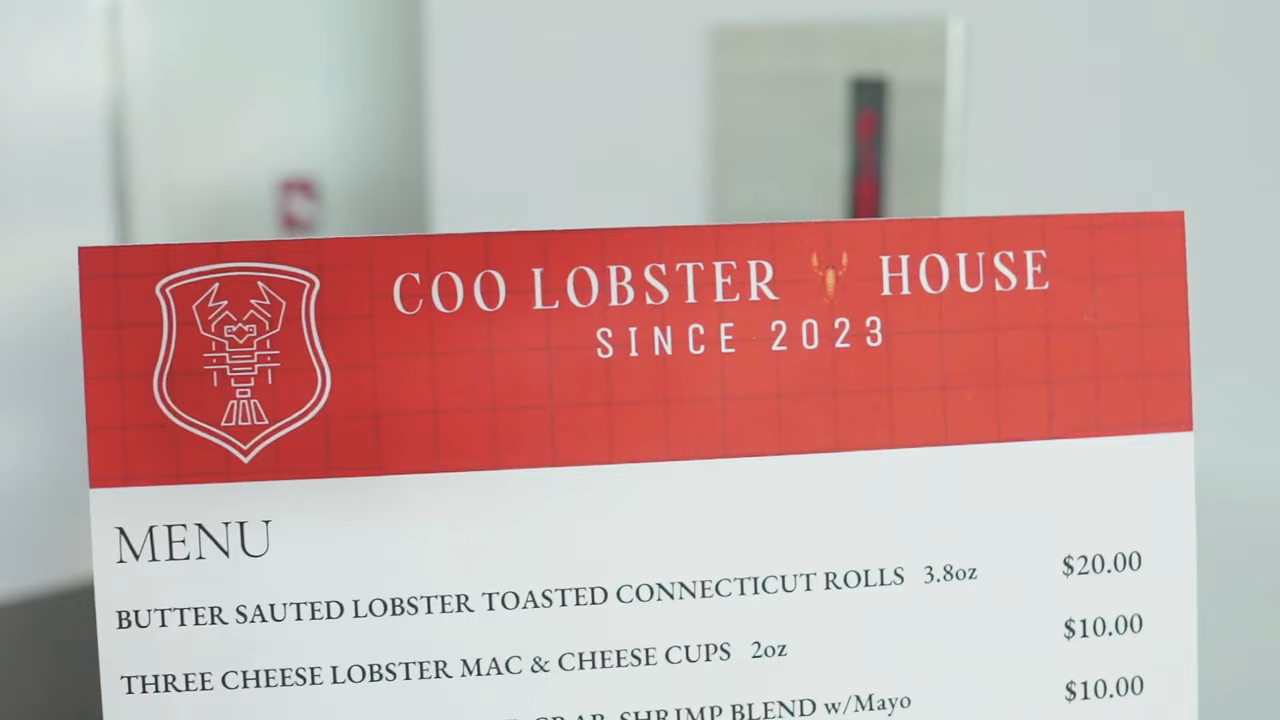 COO LOBSTER 🦞 HOUSE
SINCE 2023
MENU
BUTTER SAUTED LOBSTER TOASTED CONNECTICUT ROLLS 3.8oz $20.00
THREE CHEESE LOBSTER MAC & CHEESE CUPS 2oz $10.00
CRAB, SHRIMP BLEND w/Mayo $10.00